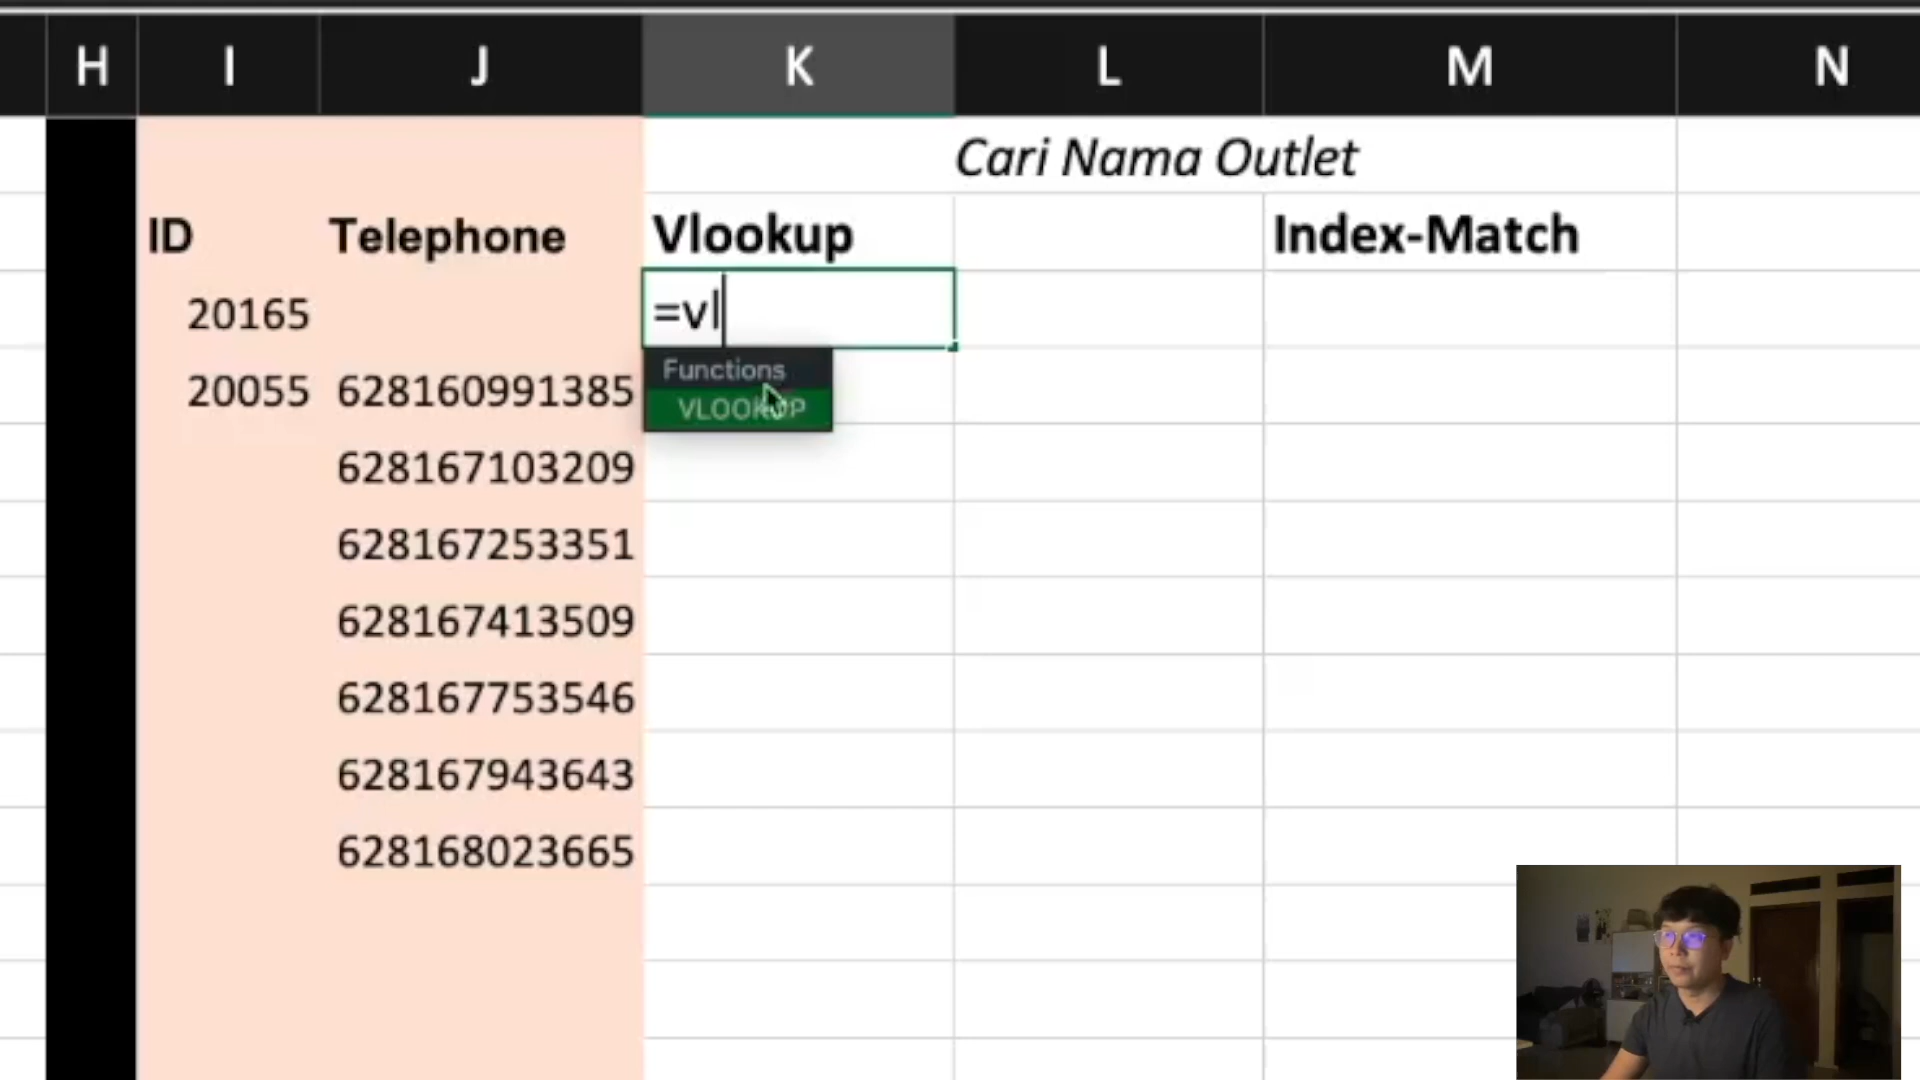 H I J K L M N
Cari Nama Outlet
ID Telephone Vlookup Index-Match
20165 =vl
Functions
20055 628160991385 VLOOKUP
628167103209
628167253351
628167413509
628167753546
628167943643
628168023665